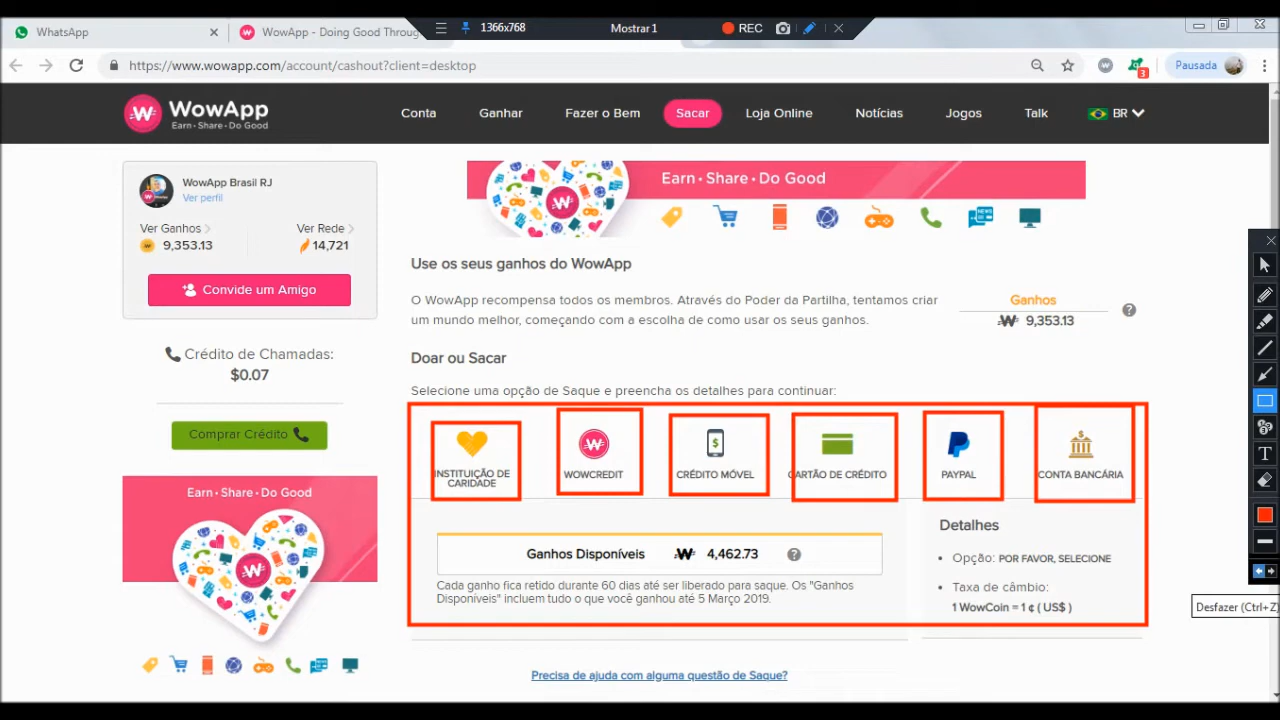 1366x768
Mostrar1
REC
WhatsApp
WowApp - Doing Good Throug
https://www.wowapp.com/account/cashout?client=desktop
3
Pausada
WowApp
Earn·Share·Do Good
Conta
Ganhar
Fazer o Bem
Sacar
Loja Online
Notícias
Jogos
Talk
BR
WowApp Brasil RJ
Ver perfil
Ver Ganhos
Ver Rede
9,353.13
14,721
Convide um Amigo
Crédito de Chamadas:
$0.07
Comprar Crédito
Earn·Share·Do Good
Earn·Share·Do Good
NEWS
Use os seus ganhos do WowApp
O WowApp recompensa todos os membros. Através do Poder da Partilha, tentamos criar
um mundo melhor, começando com a escolha de como usar os seus ganhos.
Ganhos
9,353.13
?
Doar ou Sacar
Selecione uma opção de Saque e preencha os detalhes para continuar:
INSTITUIÇÃO DE
CARIDADE
WOWCREDIT
CRÉDITO MÓVEL
CARTÃO DE CRÉDITO
PAYPAL
CONTA BANCÁRIA
Ganhos Disponíveis
4,462.73
?
Cada ganho fica retido durante 60 dias até ser liberado para saque. Os "Ganhos
Disponíveis" incluem tudo o que você ganhou até 5 Março 2019.
Detalhes
• Opção: POR FAVOR, SELECIONE
• Taxa de câmbio:
1 WowCoin = 1 ¢ ( US$ )
Precisa de ajuda com alguma questão de Saque?
T
Desfazer (Ctrl+Z)